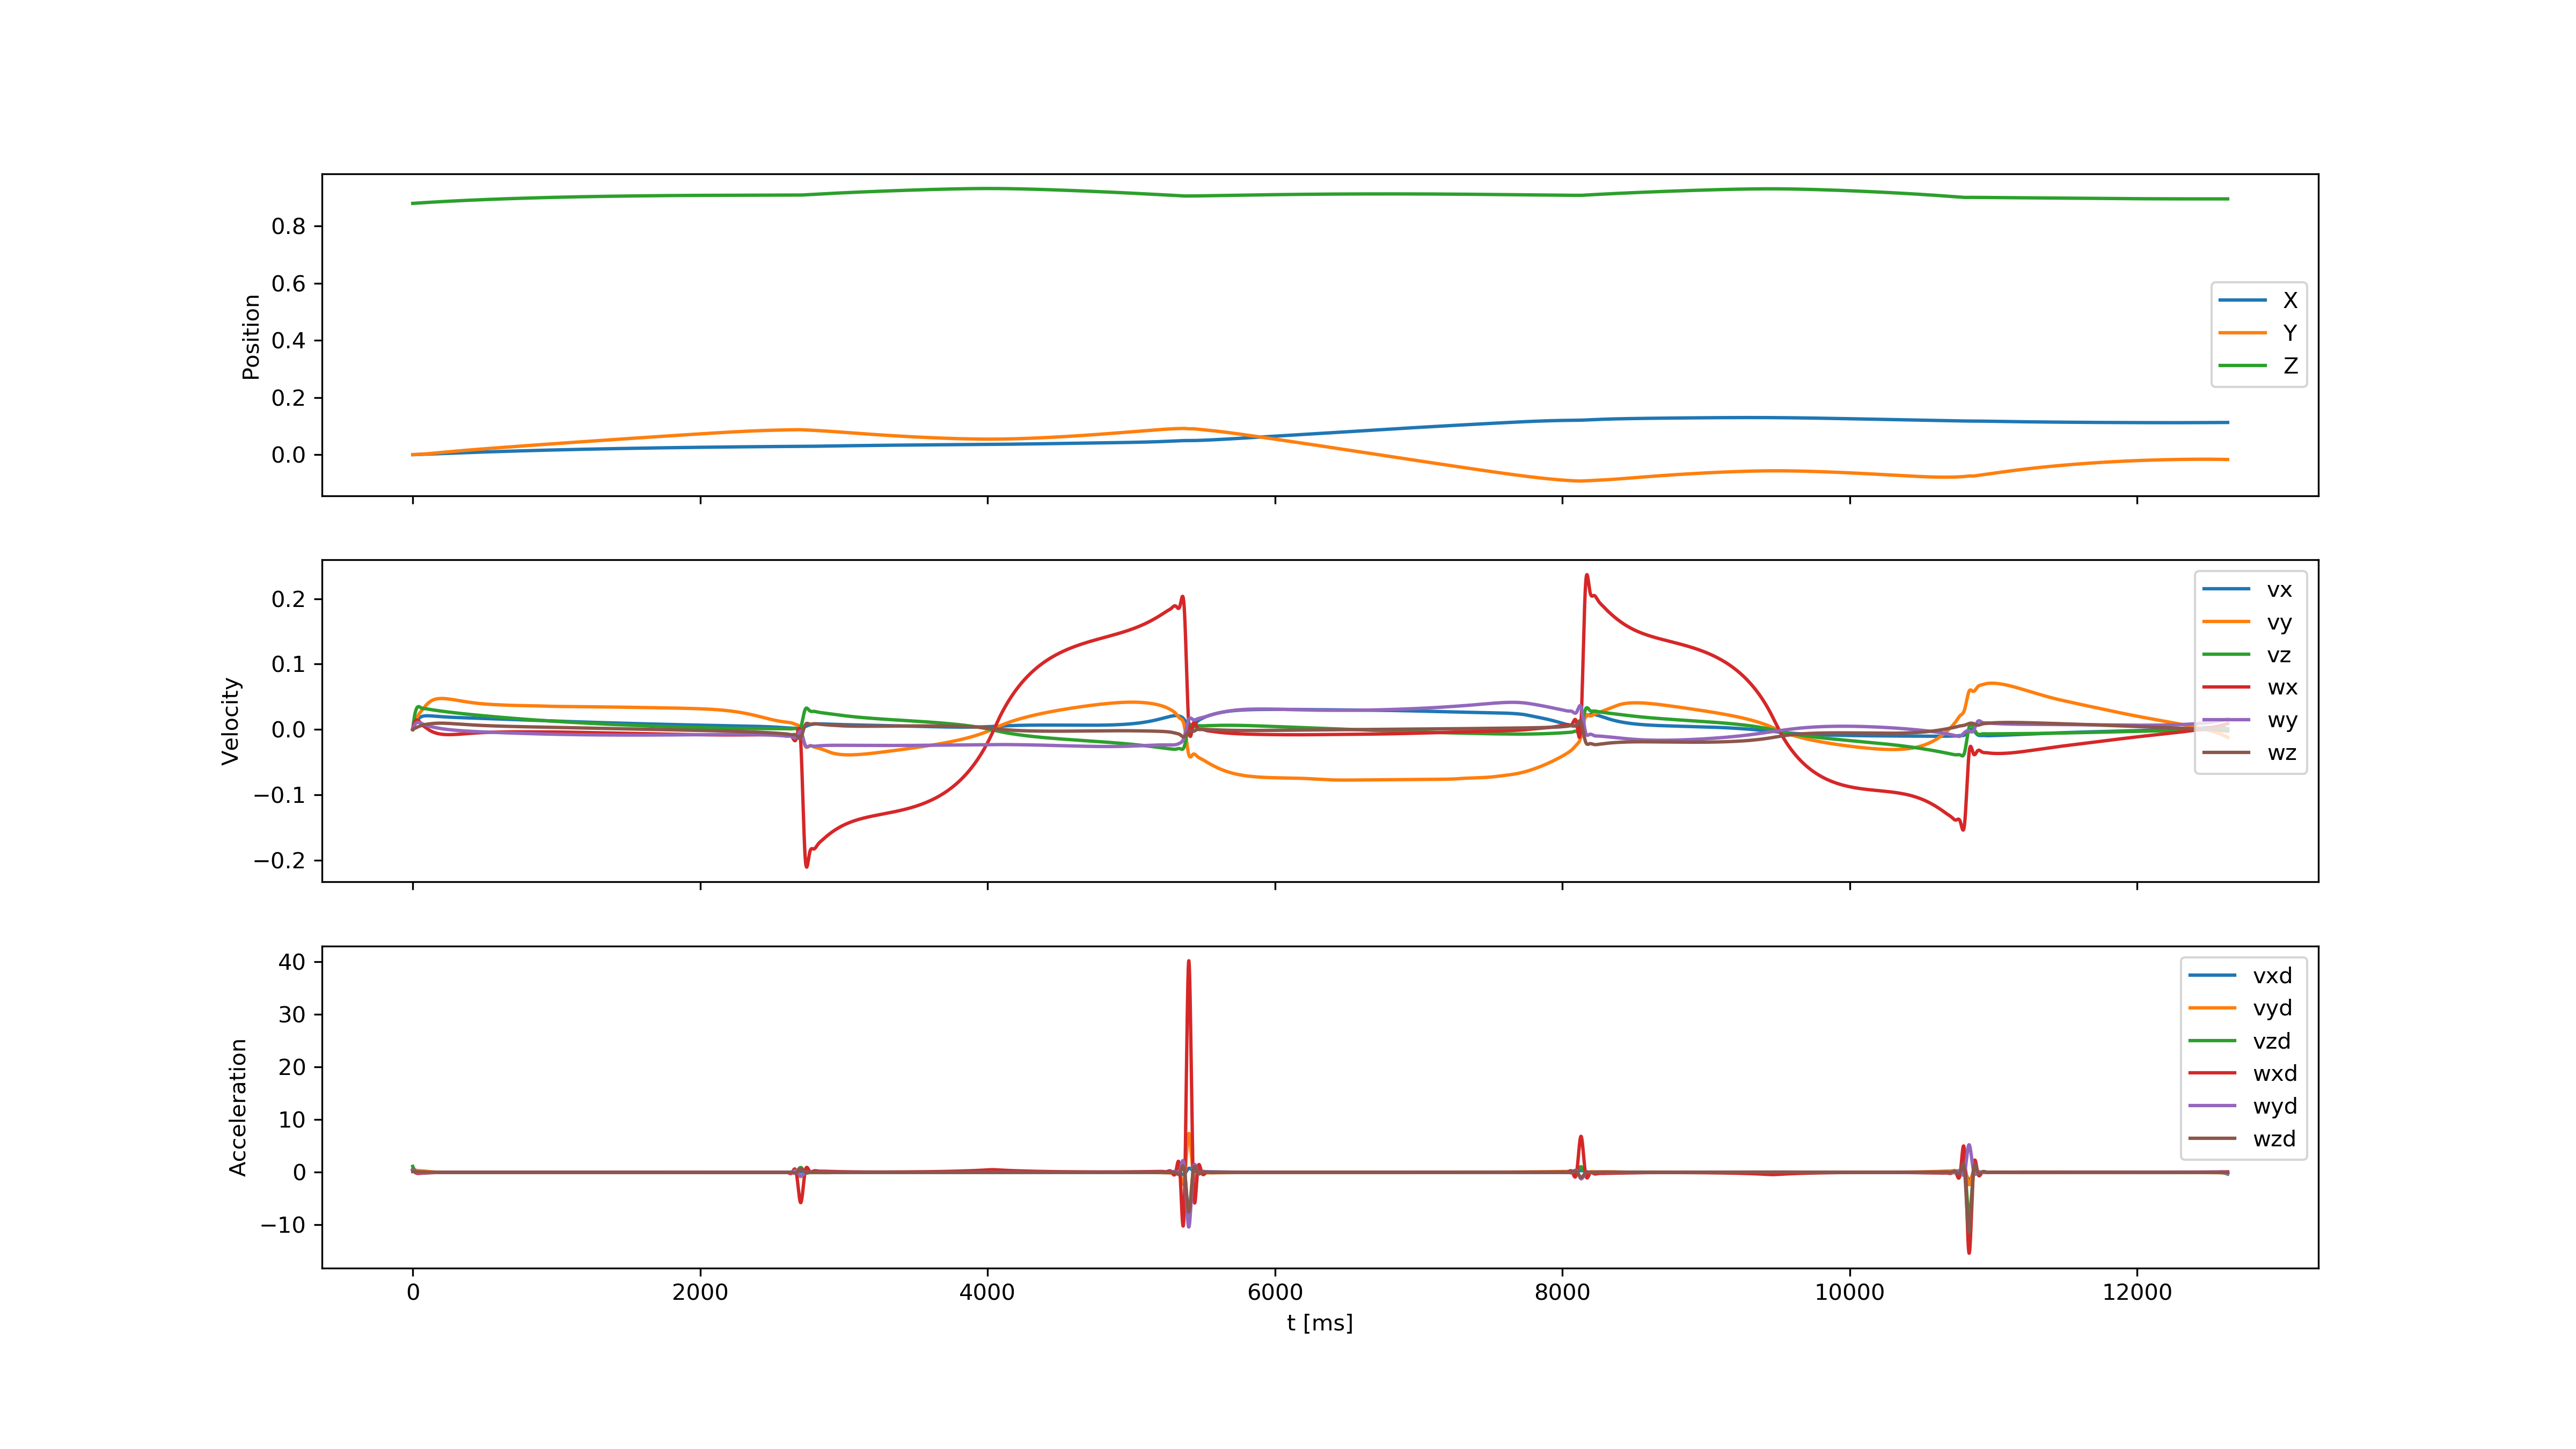 Position
0.8
0.6
0.4
0.2
0.0
X
Y
Z
Velocity
0.2
0.1
0.0
−0.1
−0.2
vx
vy
vz
wx
wy
wz
Acceleration
40
30
20
10
0
−10
vxd
vyd
vzd
wxd
wyd
wzd
0 2000 4000 6000 8000 10000 12000
t [ms]